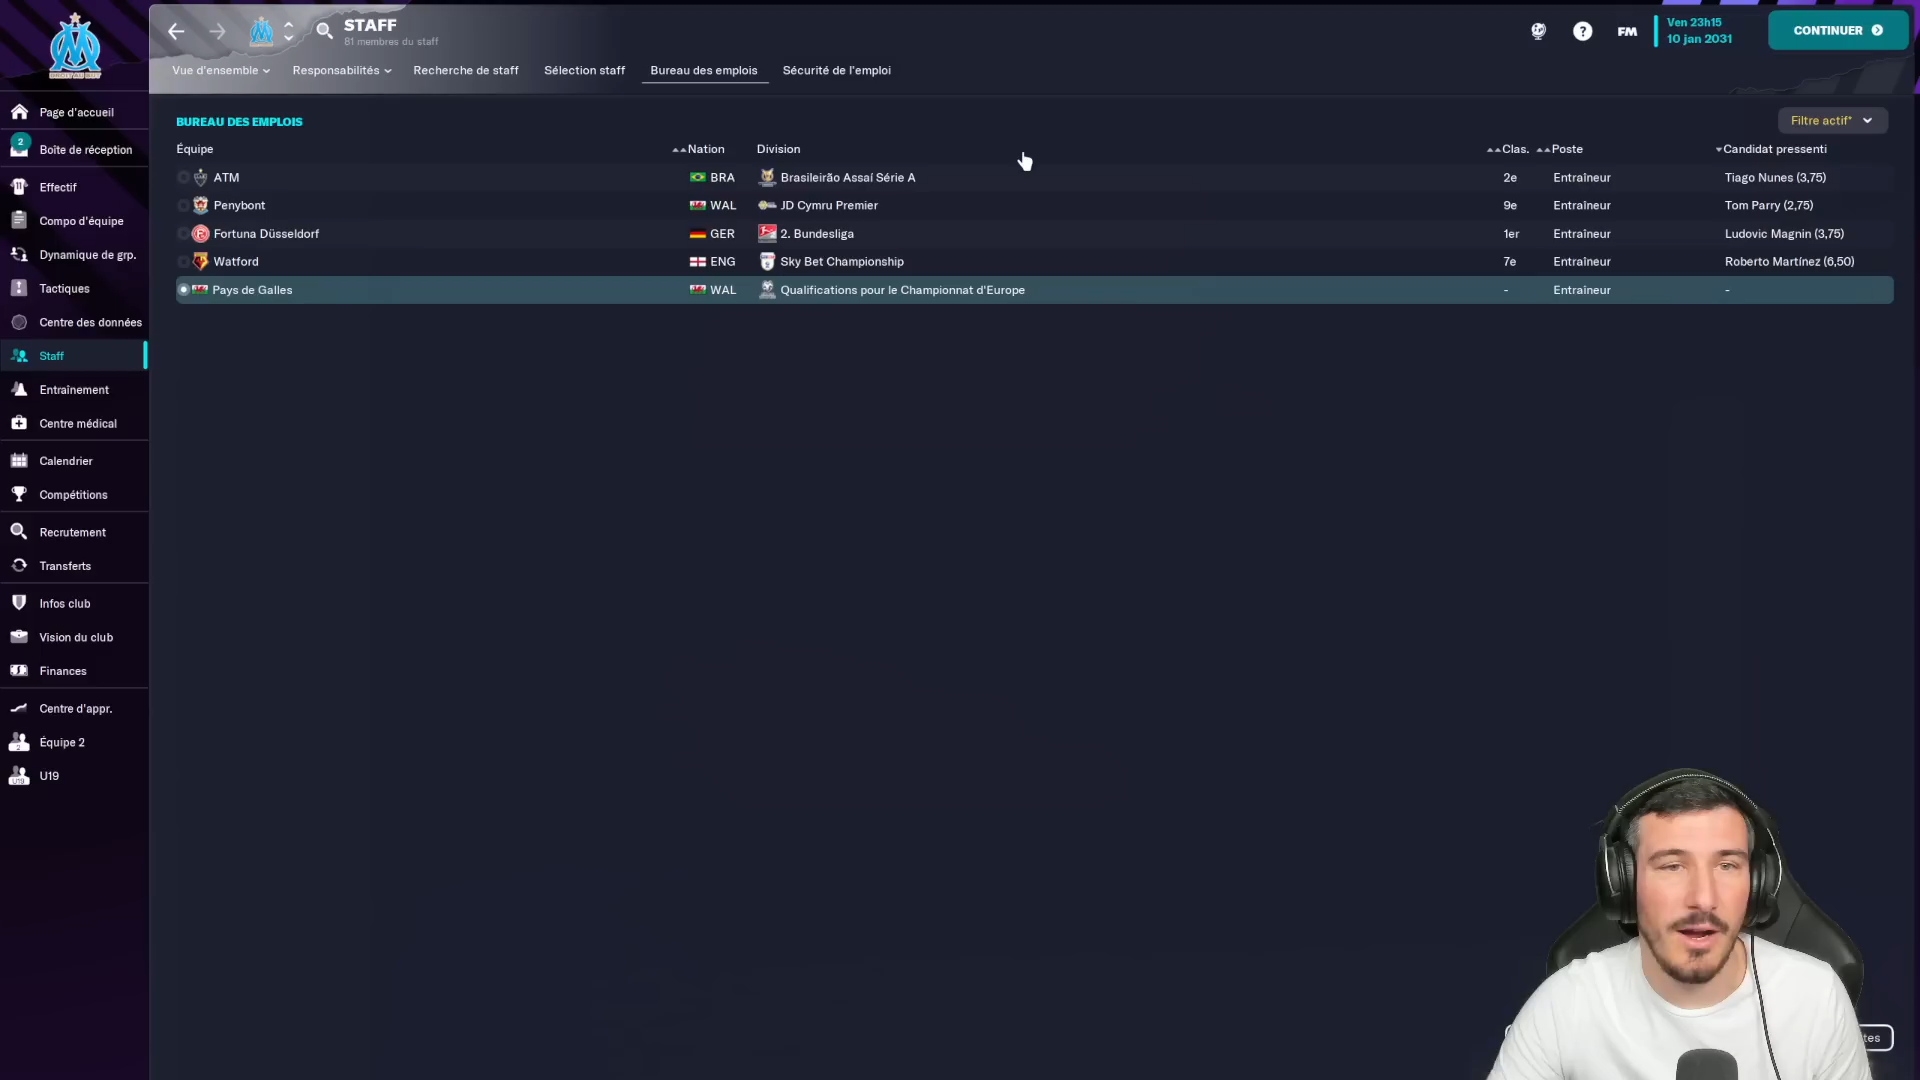 STAFF
81 membres du staff
FM
Ven 23h15
10 jan 2031
CONTINUER
Vue d'ensemble
Responsabilités
Recherche de staff
Sélection staff
Bureau des emplois
Sécurité de l'emploi
Page d'accueil
2
Boîte de réception
Effectif
Compo d'équipe
Dynamique de grp.
Tactiques
Centre des données
Staff
Entraînement
Centre médical
Calendrier
Compétitions
Recrutement
Transferts
Infos club
Vision du club
Finances
Centre d'appr.
Équipe 2
U19
BUREAU DES EMPLOIS
Filtre actif*
Équipe Nation Division Clas. Poste Candidat pressenti
ATM BRA Brasileirão Assaí Série A 2e Entraîneur Tiago Nunes (3,75)
Penybont WAL JD Cymru Premier 9e Entraîneur Tom Parry (2,75)
Fortuna Düsseldorf GER 2. Bundesliga 1er Entraîneur Ludovic Magnin (3,75)
Watford ENG Sky Bet Championship 7e Entraîneur Roberto Martínez (6,50)
Pays de Galles WAL Qualifications pour le Championnat d'Europe - Entraîneur -